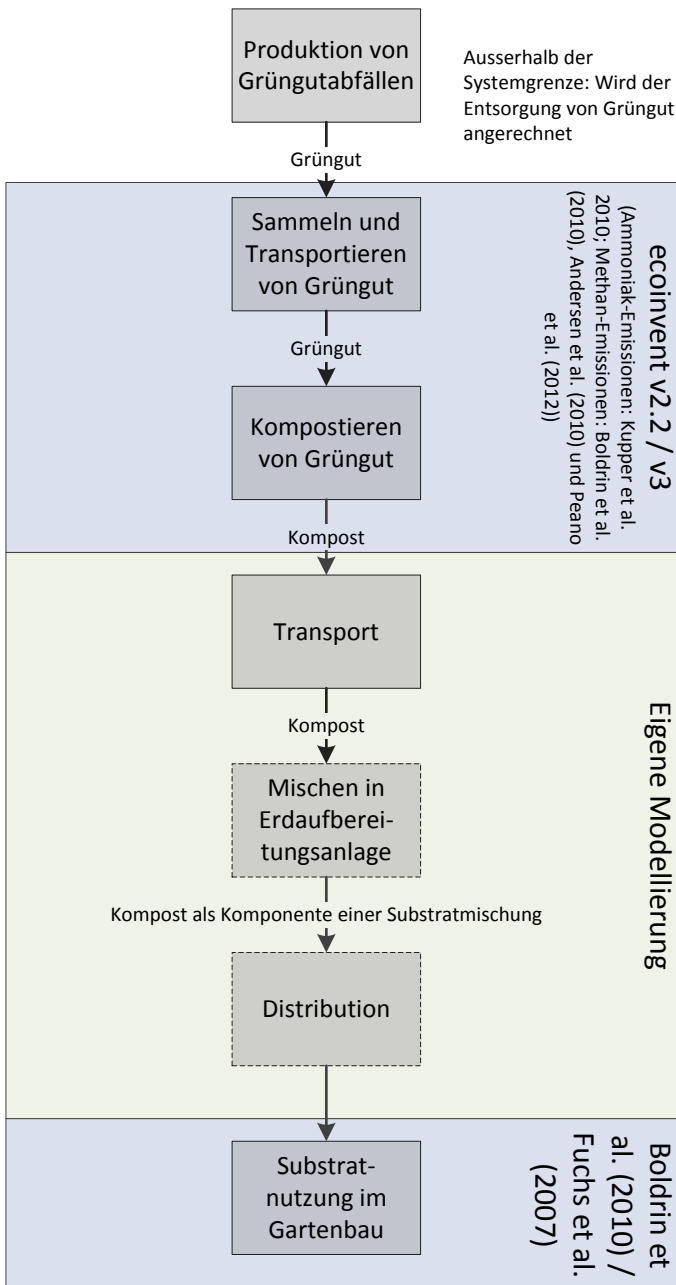 Produktion von
Grüngutabfällen
Ausserhalb der
Systemgrenze: Wird der
Entsorgung von Grüngut
angerechnet
Grüngut
Sammeln und
Transportieren
von Grüngut
Grüngut
Kompostieren
von Grüngut
ecoinvent v2.2 / v3
(Ammoniak-Emissionen: Kupper et al.
2010; Methan-Emissionen: Boldrin et al.
(2010), Andersen et al. (2010) und Peano
et al. (2012))
Kompost
Transport
Kompost
Mischen in
Erdaufberei-
tungsanlage
Kompost als Komponente einer Substratmischung
Distribution
Eigene Modellierung
Substrat-
nutzung im
Gartenbau
Boldrin et
al. (2010) /
Fuchs et al.
(2007)